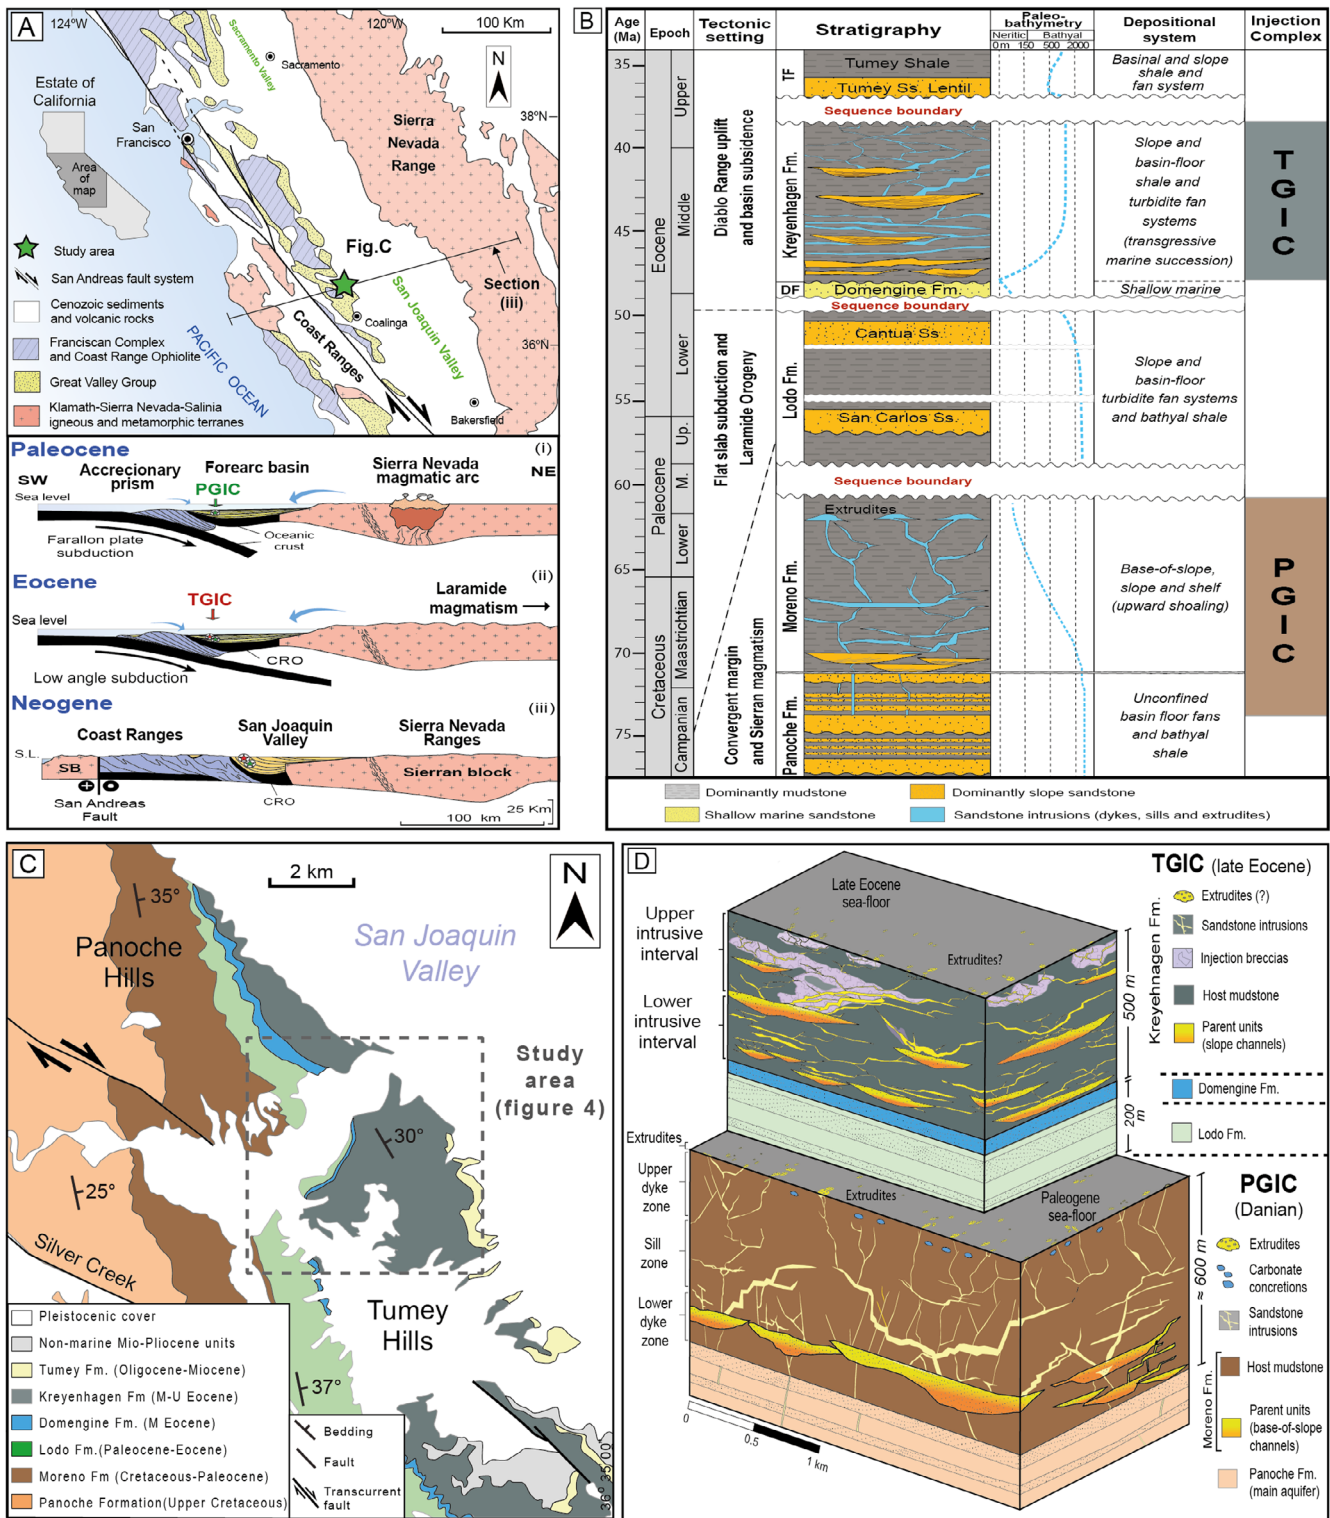 A
124°W
120°W
100 Km
N
Sacramento Valley
Sacramento
Estate of
California
San
Francisco
Area
of
map
38°N
Sierra
Nevada
Range
Study area
San Andreas fault system
Cenozoic sediments
and volcanic rocks
Franciscan Complex
and Coast Range Ophiolite
Great Valley Group
Klamath-Sierra Nevada-Salinia
igneous and metamorphic terranes
Fig.C
Section
(iii)
San Joaquin Valley
Coalinga
Coast Ranges
PACIFIC OCEAN
36°N
Bakersfield
Paleocene
(i)
SW
Accrecionary
prism
Forearc basin
PGIC
Sierra Nevada
magmatic arc
NE
Sea level
Farallon plate
subduction
Oceanic
crust
Eocene
(ii)
TGIC
Laramide
magmatism
Sea level
CRO
Low angle subduction
Neogene
(iii)
Coast Ranges
San Joaquin
Valley
Sierra Nevada
Ranges
S.L.
SB
Sierran block
San Andreas
Fault
CRO
25 Km
100 km
B
Age
(Ma)
Epoch
Tectonic
setting
Stratigraphy
Paleo-
bathymetry
Neritic
Bathyal
0m 150 500 2000
Depositional
system
Injection
Complex
35
40
45
50
55
60
65
70
75
Eocene
Paleocene
Cretaceous
Upper
Middle
Lower
Up.
M.
Lower
Maastrichtian
Campanian
Diablo Range uplift
and basin subsidence
Flat slab subduction and
Laramide Orogeny
Convergent margin
and Sierran magmatism
TF
Kreyenhagen Fm.
DF
Lodo Fm.
Moreno Fm.
Panoche Fm.
Tumey Shale
Tumey Ss. Lentil
Sequence boundary
Domengine Fm.
Sequence boundary
Cantua Ss.
San Carlos Ss.
Sequence boundary
Extrudites
Basinal and slope
shale and
fan system
Slope and
basin-floor
shale and
turbidite fan
systems
(transgressive
marine succession)
Shallow marine
Slope and
basin-floor
turbidite fan systems
and bathyal shale
Base-of-slope,
slope and shelf
(upward shoaling)
Unconfined
basin floor fans
and bathyal
shale
TGIC
PGIC
Dominantly mudstone
Dominantly slope sandstone
Shallow marine sandstone
Sandstone intrusions (dykes, sills and extrudites)
C
2 km
N
35°
Panoche
Hills
San Joaquin
Valley
Study
area
(figure 4)
30°
25°
Silver Creek
Tumey
Hills
37°
36° 35'00
Pleistocenic cover
Non-marine Mio-Pliocene units
Tumey Fm. (Oligocene-Miocene)
Kreyenhagen Fm (M-U Eocene)
Domengine Fm. (M Eocene)
Lodo Fm.(Paleocene-Eocene)
Moreno Fm (Cretaceous-Paleocene)
Panoche Formation(Upper Cretaceous)
Bedding
Fault
Transcurrent
fault
D
Late Eocene
sea-floor
Extrudites?
Upper
intrusive
interval
Lower
intrusive
interval
500 m
200
m
TGIC (late Eocene)
Kreyehnagen Fm.
Extrudites (?)
Sandstone intrusions
Injection breccias
Host mudstone
Parent units
(slope channels)
Domengine Fm.
Lodo Fm.
Extrudites
Upper
dyke
zone
Sill
zone
Lower
dyke
zone
Extrudites
Paleogene
sea-floor
≈ 600 m
0
0.5
1 km
PGIC
(Danian)
Extrudites
Carbonate
concretions
Sandstone
intrusions
Moreno Fm.
Host mudstone
Parent units
(base-of-slope
channels)
Panoche Fm.
(main aquifer)